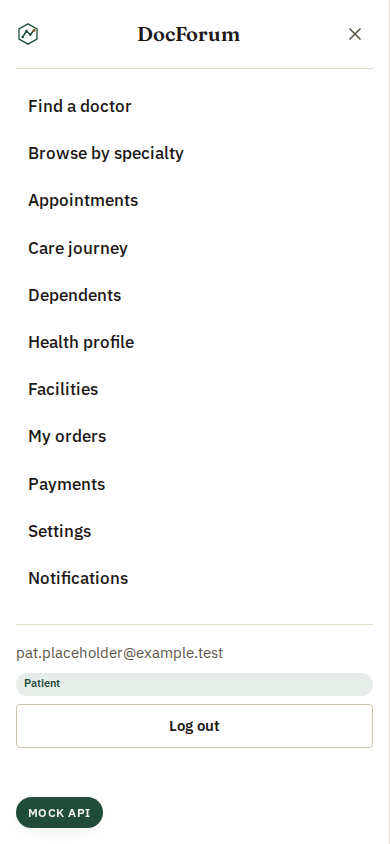 DocForum
Find a doctor
Browse by specialty
Appointments
Care journey
Dependents
Health profile
Facilities
My orders
Payments
Settings
Notifications
pat.placeholder@example.test
Patient
Log out
MOCK API